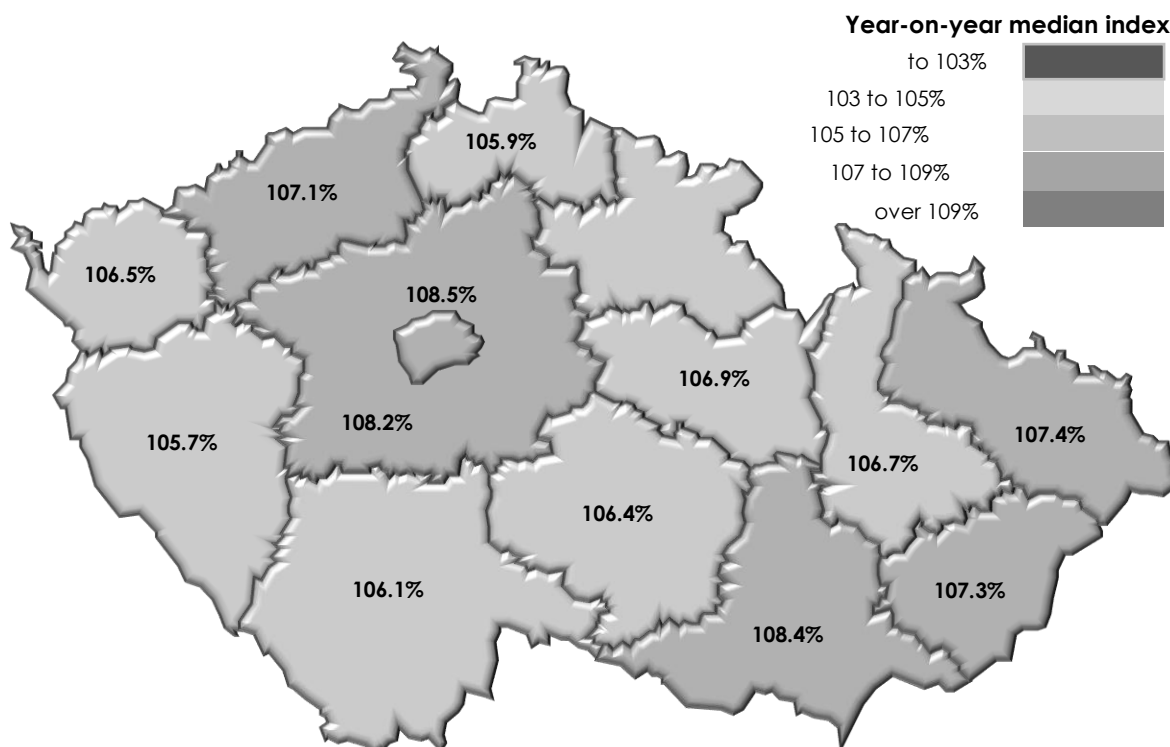 Year-on-year median index
to 103%
103 to 105%
105 to 107%
107 to 109%
over 109%
105.9%
107.1%
106.5%
108.5%
106.9%
108.2%
105.7%
107.4%
106.7%
106.4%
106.1%
107.3%
108.4%